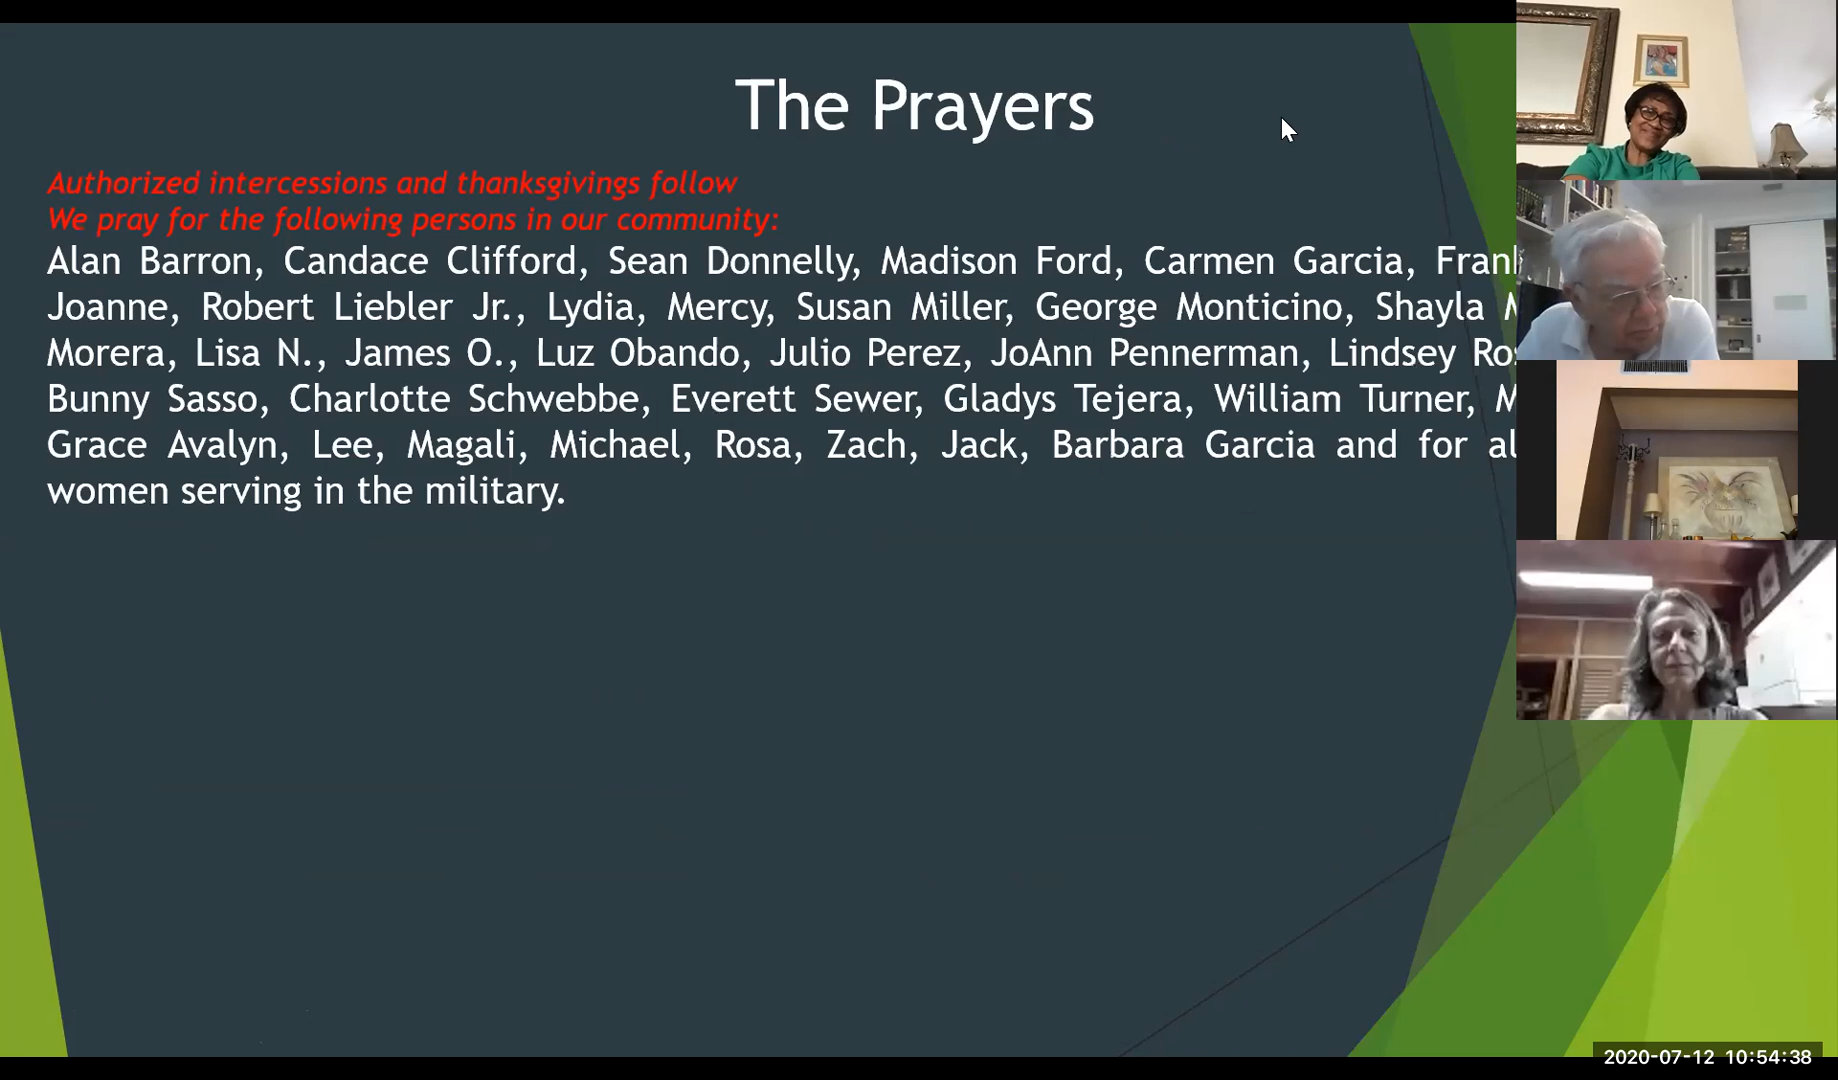 The Prayers
Authorized intercessions and thanksgivings follow
We pray for the following persons in our community:
Alan Barron, Candace Clifford, Sean Donnelly, Madison Ford, Carmen Garcia,
Joanne, Robert Liebler Jr., Lydia, Mercy, Susan Miller, George Monticino, Shayla
Morera, Lisa N., James O., Luz Obando, Julio Perez, JoAnn Pennerman, Lindsey
Bunny Sasso, Charlotte Schwebbe, Everett Sewer, Gladys Tejera, William Turner,
Grace Avalyn, Lee, Magali, Michael, Rosa, Zach, Jack, Barbara Garcia and for
women serving in the military.
2020-07-12 10:54:38